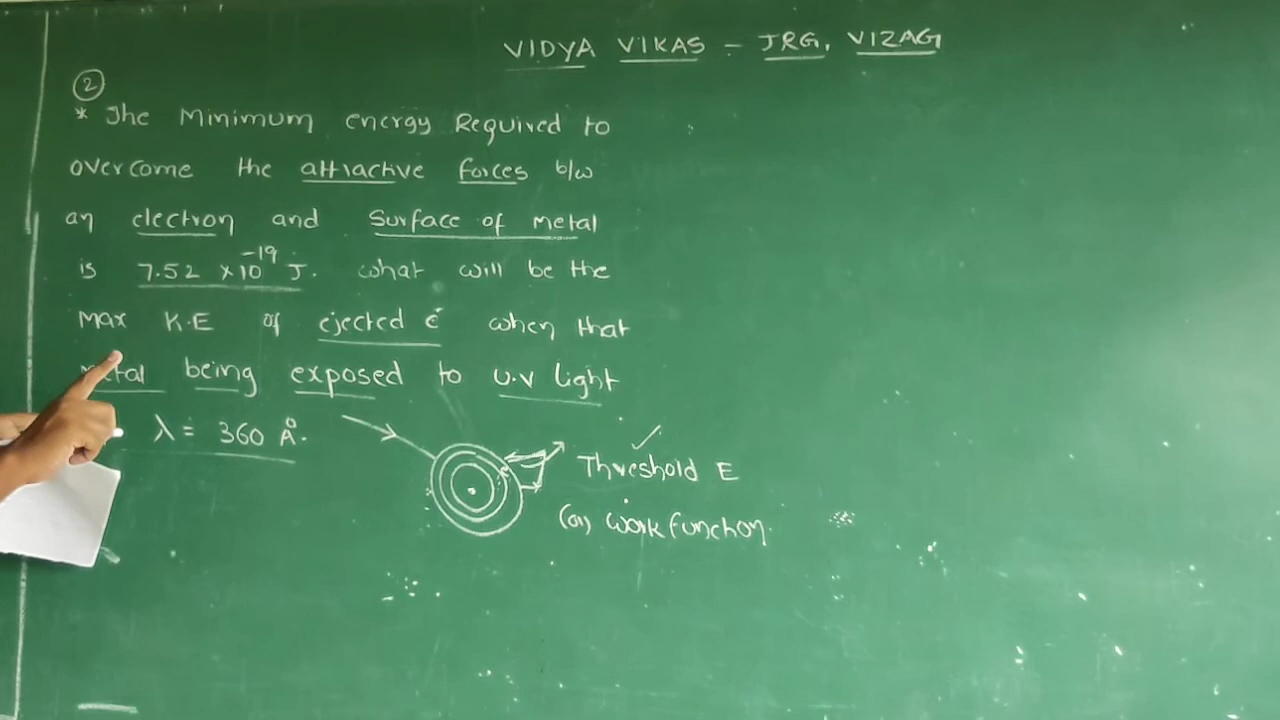 VIDYA VIKAS - JRG, VIZAG
2
* The Minimum energy Required to
overcome the attractive forces b/w
an electron and Surface of metal
is 7.52 x10⁻¹⁹ J. what will be the
Max K.E of ejected e⁻ when that
metal being exposed to U.V light
λ = 360 Å.
Threshold E
(or) work function.